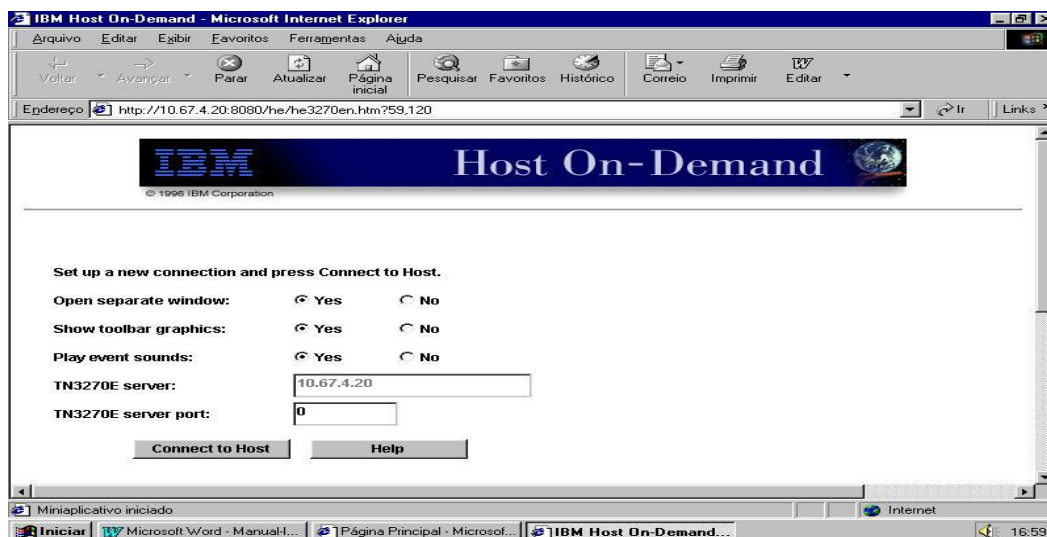 IBM Host On-Demand - Microsoft Internet Explorer
Arquivo Editar Exibir Favoritos Ferramentas Ajuda
Voltar Avançar Parar Atualizar Página inicial Pesquisar Favoritos Histórico Correio Imprimir Editar
Endereço http://10.67.4.20:8080/he/he3270en.htm?59,120 Ir Links
IBM Host On-Demand
© 1996 IBM Corporation
Set up a new connection and press Connect to Host.
Open separate window: Yes No
Show toolbar graphics: Yes No
Play event sounds: Yes No
TN3270E server: 10.67.4.20
TN3270E server port: 0
Connect to Host Help
Miniaplicativo iniciado Internet
Iniciar Microsoft Word - Manual-I... Página Principal - Microsof... IBM Host On-Demand... 16:59